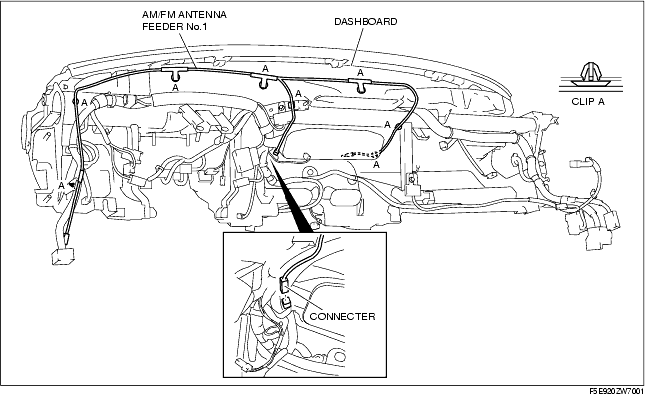 AM/FM ANTENNA
FEEDER No.1
DASHBOARD
A
A
A
A
A
A
A
A
CLIP A
CONNECTER
F5E920ZW7001